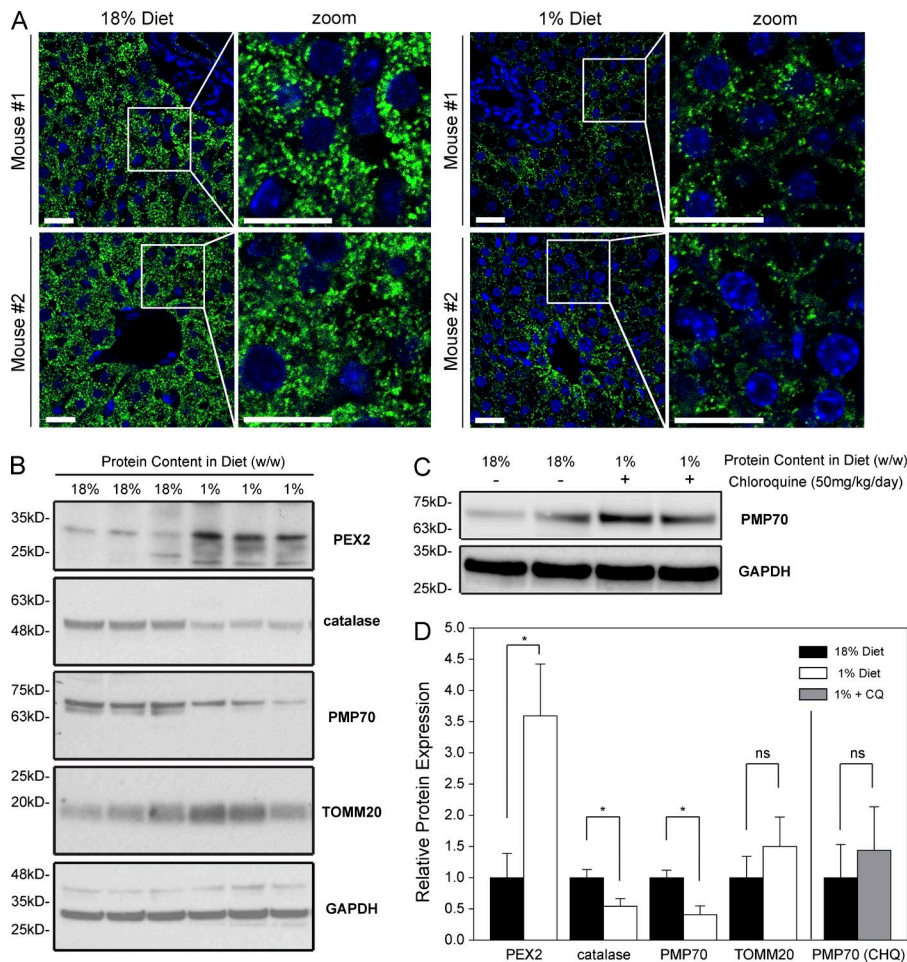 A
18% Diet
zoom
1% Diet
zoom
Mouse #1
Mouse #2
Mouse #1
Mouse #2
B
Protein Content in Diet (w/w)
18% 18% 18% 1% 1% 1%
35kD-
25kD-
PEX2
63kD-
48kD-
catalase
75kD-
63kD-
PMP70
25kD-
20kD-
TOMM20
48kD-
35kD-
25kD-
GAPDH
C
18% 18% 1% 1% Protein Content in Diet (w/w)
- - + + Chloroquine (50mg/kg/day)
75kD-
63kD-
PMP70
35kD-
25kD-
GAPDH
D
Relative Protein Expression
5.0
4.5
4.0
3.5
3.0
2.5
2.0
1.5
1.0
0.5
0.0
18% Diet
1% Diet
1% + CQ
* * * ns ns
PEX2 catalase PMP70 TOMM20 PMP70 (CHQ)